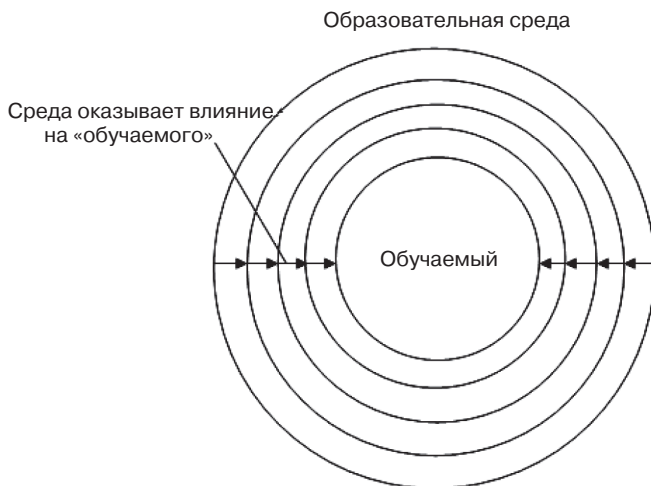 Образовательная среда
Среда оказывает влияние
на «обучаемого»
Обучаемый